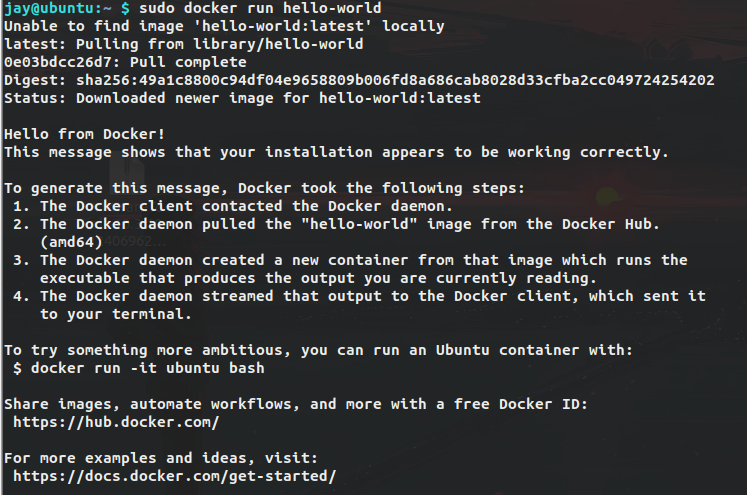 jay@ubuntu:~ $ sudo docker run hello-world
Unable to find image 'hello-world:latest' locally
latest: Pulling from library/hello-world
0e03bdcc26d7: Pull complete
Digest: sha256:49a1c8800c94df04e9658809b006fd8a686cab8028d33cfba2cc049724254202
Status: Downloaded newer image for hello-world:latest

Hello from Docker!
This message shows that your installation appears to be working correctly.

To generate this message, Docker took the following steps:
 1. The Docker client contacted the Docker daemon.
 2. The Docker daemon pulled the "hello-world" image from the Docker Hub.
    (amd64)
 3. The Docker daemon created a new container from that image which runs the
    executable that produces the output you are currently reading.
 4. The Docker daemon streamed that output to the Docker client, which sent it
    to your terminal.

To try something more ambitious, you can run an Ubuntu container with:
 $ docker run -it ubuntu bash

Share images, automate workflows, and more with a free Docker ID:
 https://hub.docker.com/

For more examples and ideas, visit:
 https://docs.docker.com/get-started/